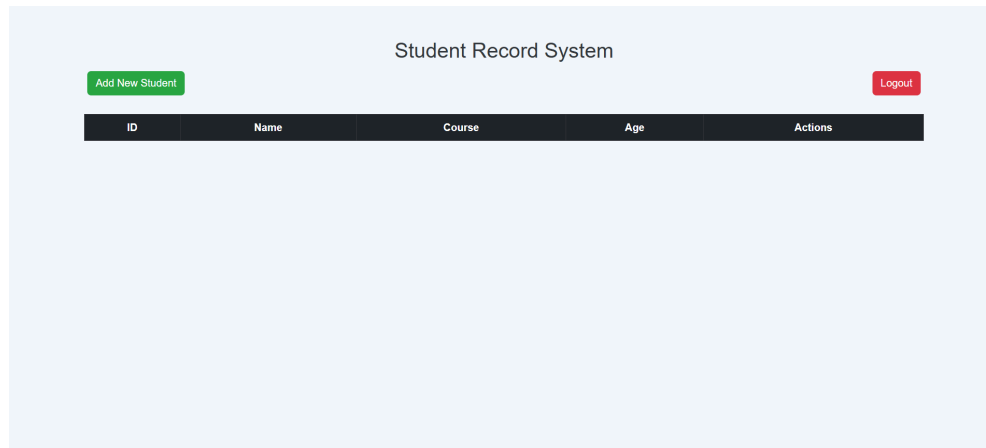 Student Record System
Add New Student Logout
ID Name Course Age Actions